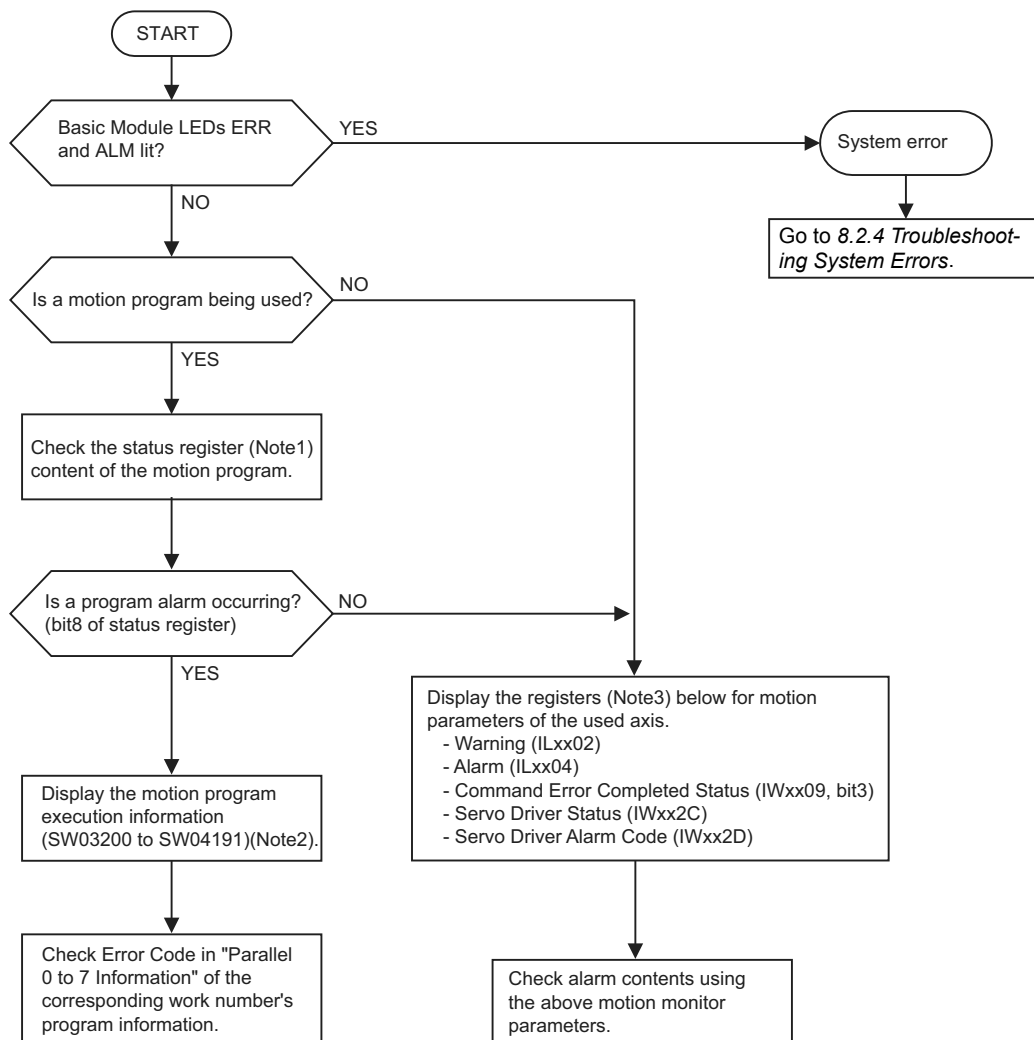 START
Basic Module LEDs ERR
and ALM lit?
YES
System error
NO
Go to 8.2.4 Troubleshoot-
ing System Errors.
Is a motion program being used?
NO
YES
Check the status register (Note1)
content of the motion program.
Is a program alarm occurring?
(bit8 of status register)
NO
YES
Display the registers (Note3) below for motion
parameters of the used axis.
- Warning (ILxx02)
- Alarm (ILxx04)
- Command Error Completed Status (IWxx09, bit3)
- Servo Driver Status (IWxx2C)
- Servo Driver Alarm Code (IWxx2D)
Display the motion program
execution information
(SW03200 to SW04191)(Note2).
Check Error Code in "Parallel
0 to 7 Information" of the
corresponding work number's
program information.
Check alarm contents using
the above motion monitor
parameters.